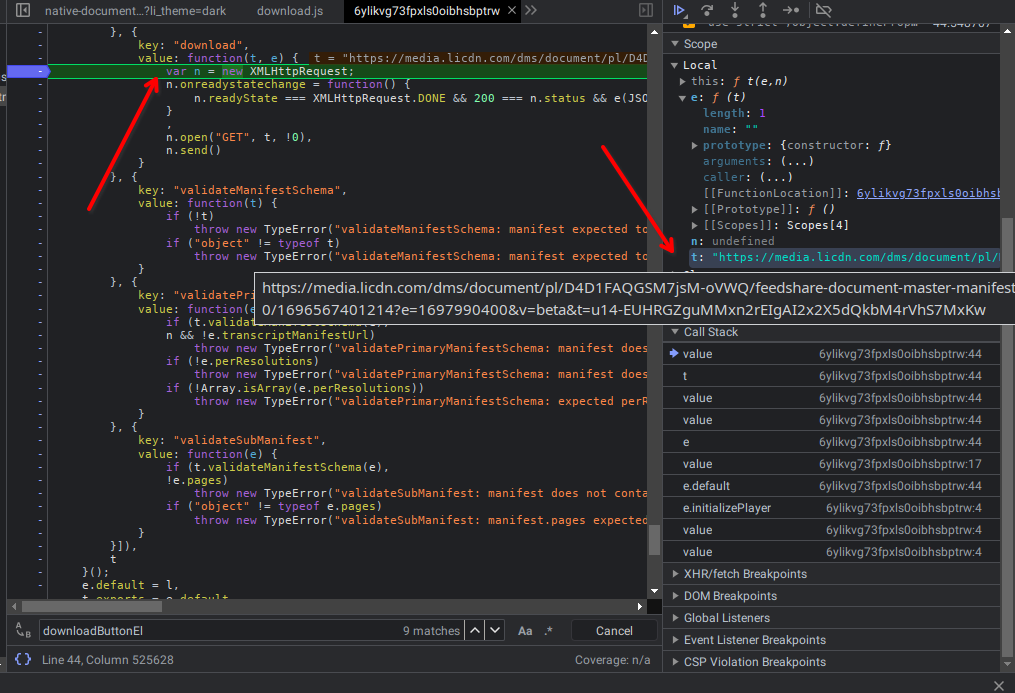 native-document...?li_theme=dark download.js 6ylikvg73fpxls0oibhsbptrw
}, {
key: "download",
value: function(t, e) { t = "https://media.licdn.com/dms/document/pl/D4D
var n = new XMLHttpRequest;
n.onreadystatechange = function() {
n.readyState === XMLHttpRequest.DONE && 200 === n.status && e(JSO
}
,
n.open("GET", t, !0),
n.send()
}
}, {
key: "validateManifestSchema",
value: function(t) {
if (!t)
throw new TypeError("validateManifestSchema: manifest expected to
if ("object" != typeof t)
throw new TypeError("validateManifestSchema: manifest expected to
}
}, {
key: "validatePri
value: function(
if (t.validate
n && !e.transcriptManifestUrl)
throw new TypeError("validatePrimaryManifestSchema: manifest does
if (!e.perResolutions)
throw new TypeError("validatePrimaryManifestSchema: manifest does
if (!Array.isArray(e.perResolutions))
throw new TypeError("validatePrimaryManifestSchema: expected perR
}
}, {
key: "validateSubManifest",
value: function(e) {
if (t.validateManifestSchema(e),
!e.pages)
throw new TypeError("validateSubManifest: manifest does not conta
if ("object" != typeof e.pages)
throw new TypeError("validateSubManifest: manifest.pages expected
}
}]),
t
}();
e.default = l,
t.exports = e.default
downloadButtonEl 9 matches Aa .* Cancel
{} Line 44, Column 525628 Coverage: n/a
Scope
Local
this: ƒ t(e,n)
e: ƒ (t)
length: 1
name: ""
prototype: {constructor: ƒ}
arguments: (...)
caller: (...)
[[FunctionLocation]]: 6ylikvg73fpxls0oibhsb
[[Prototype]]: ƒ ()
[[Scopes]]: Scopes[4]
n: undefined
t: "https://media.licdn.com/dms/document/pl/
https://media.licdn.com/dms/document/pl/D4D1FAQGSM7jsM-oVWQ/feedshare-document-master-manifest
0/1696567401214?e=1697990400&v=beta&t=u14-EUHRGZguMMxn2rEIgAI2x2X5dQkbM4rVhS7MxKw
Call Stack
value 6ylikvg73fpxls0oibhsbptrw:44
t 6ylikvg73fpxls0oibhsbptrw:44
value 6ylikvg73fpxls0oibhsbptrw:44
value 6ylikvg73fpxls0oibhsbptrw:44
e 6ylikvg73fpxls0oibhsbptrw:44
value 6ylikvg73fpxls0oibhsbptrw:17
e.default 6ylikvg73fpxls0oibhsbptrw:44
e.initializePlayer 6ylikvg73fpxls0oibhsbptrw:4
value 6ylikvg73fpxls0oibhsbptrw:4
value 6ylikvg73fpxls0oibhsbptrw:4
XHR/fetch Breakpoints
DOM Breakpoints
Global Listeners
Event Listener Breakpoints
CSP Violation Breakpoints